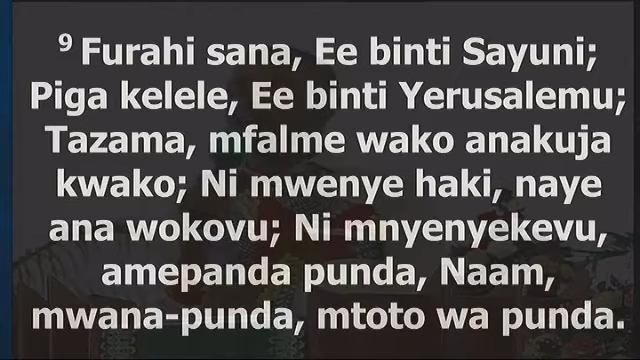 9 Furahi sana, Ee binti Sayuni;
Piga kelele, Ee binti Yerusalemu;
Tazama, mfalme wako anakuja
kwako; Ni mwenye haki, naye
ana wokovu; Ni mnyenyekevu,
amepanda punda, Naam,
mwana-punda, mtoto wa punda.